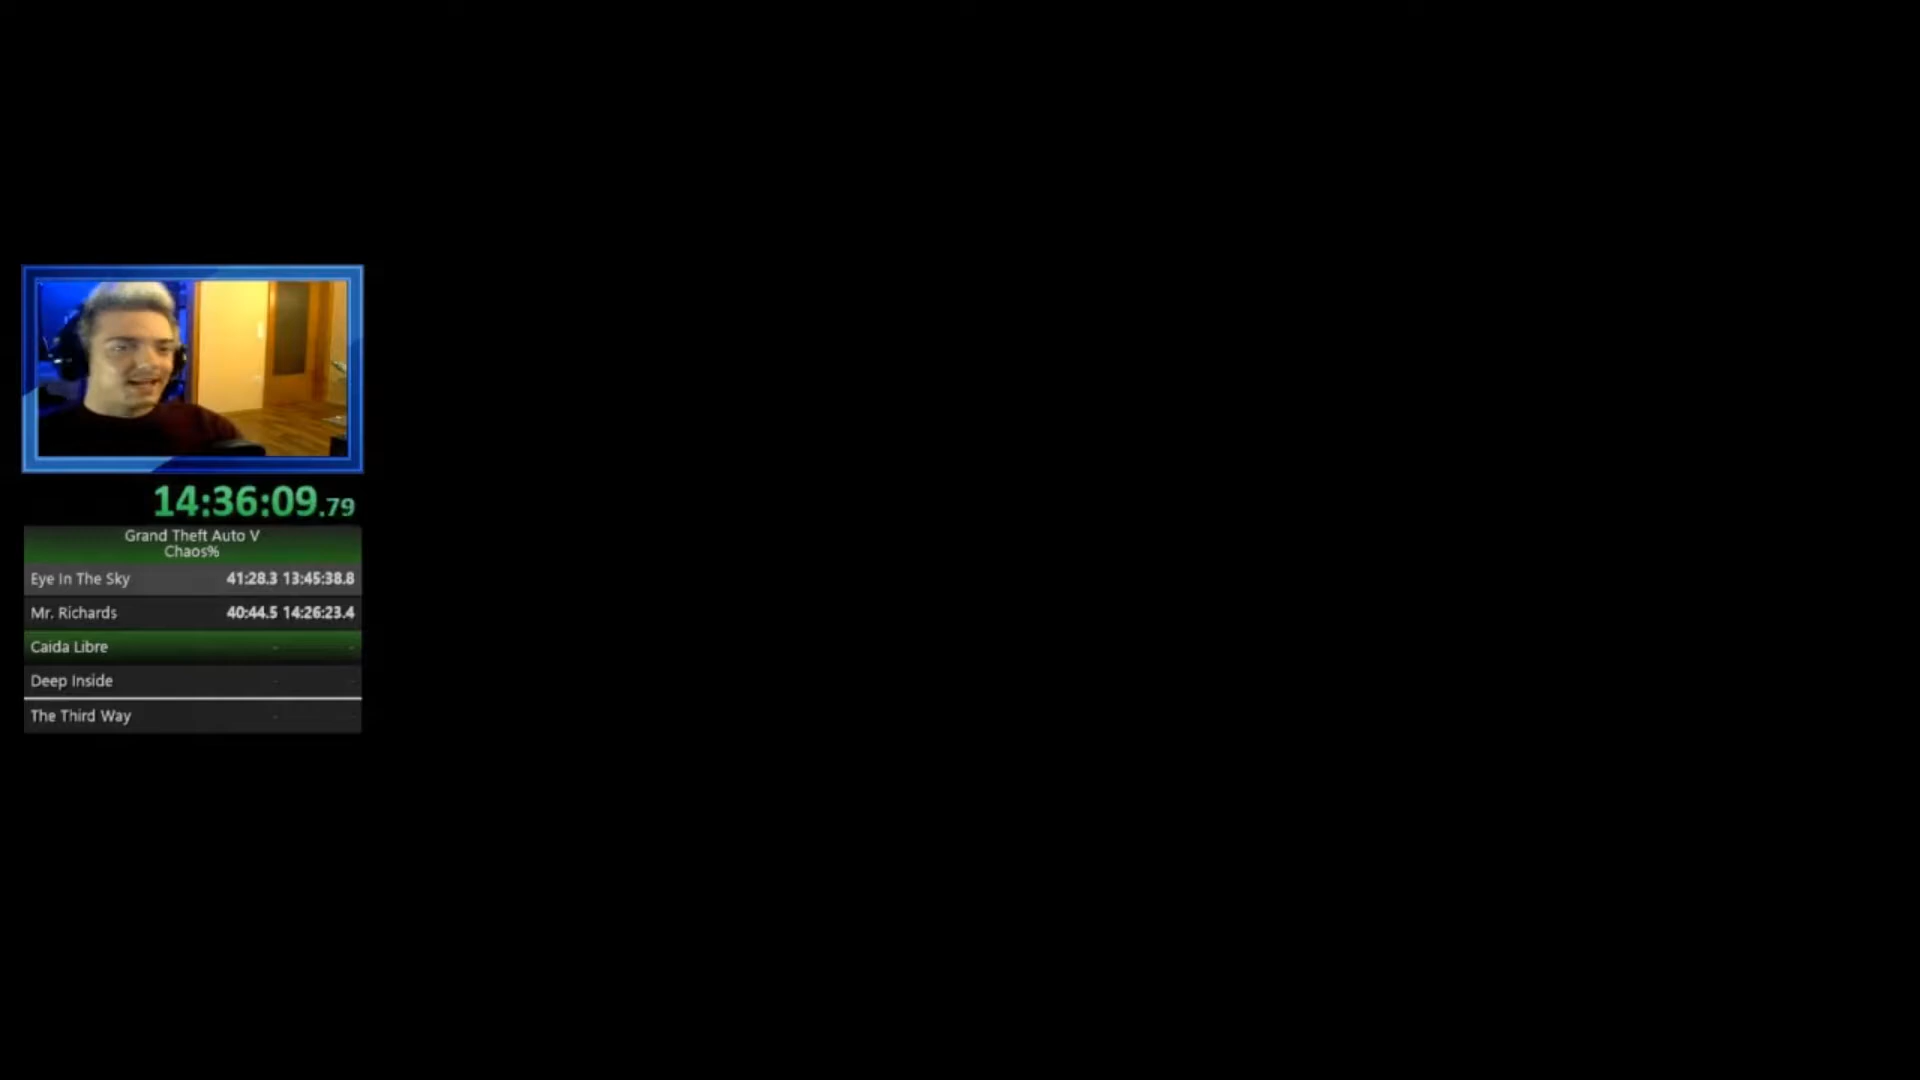 14:36:09.79
Grand Theft Auto V
Chaos%
Eye In The Sky 41:28.3 13:45:38.8
Mr. Richards 40:44.5 14:26:23.4
Caida Libre - -
Deep Inside - -
The Third Way - -